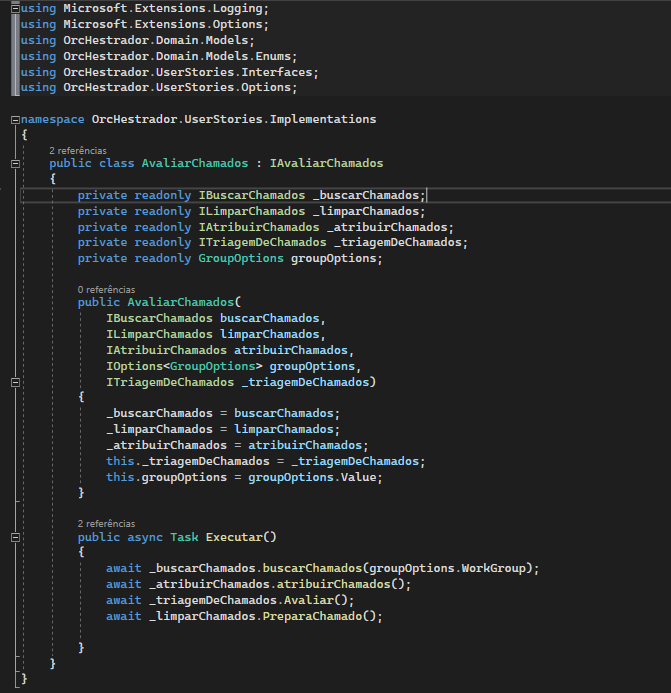 using Microsoft.Extensions.Logging;
using Microsoft.Extensions.Options;
using OrcHestrador.Domain.Models;
using OrcHestrador.Domain.Models.Enums;
using OrcHestrador.UserStories.Interfaces;
using OrcHestrador.UserStories.Options;

namespace OrcHestrador.UserStories.Implementations
{
    2 referências
    public class AvaliarChamados : IAvaliarChamados
    {
        private readonly IBuscarChamados _buscarChamados;
        private readonly ILimparChamados _limparChamados;
        private readonly IAtribuirChamados _atribuirChamados;
        private readonly ITriagemDeChamados _triagemDeChamados;
        private readonly GroupOptions groupOptions;

        0 referências
        public AvaliarChamados(
            IBuscarChamados buscarChamados,
            ILimparChamados limparChamados,
            IAtribuirChamados atribuirChamados,
            IOptions<GroupOptions> groupOptions,
            ITriagemDeChamados _triagemDeChamados)
        {
            _buscarChamados = buscarChamados;
            _limparChamados = limparChamados;
            _atribuirChamados = atribuirChamados;
            this._triagemDeChamados = _triagemDeChamados;
            this.groupOptions = groupOptions.Value;
        }

        2 referências
        public async Task Executar()
        {
            await _buscarChamados.buscarChamados(groupOptions.WorkGroup);
            await _atribuirChamados.atribuirChamados();
            await _triagemDeChamados.Avaliar();
            await _limparChamados.PreparaChamado();

        }
    }
}